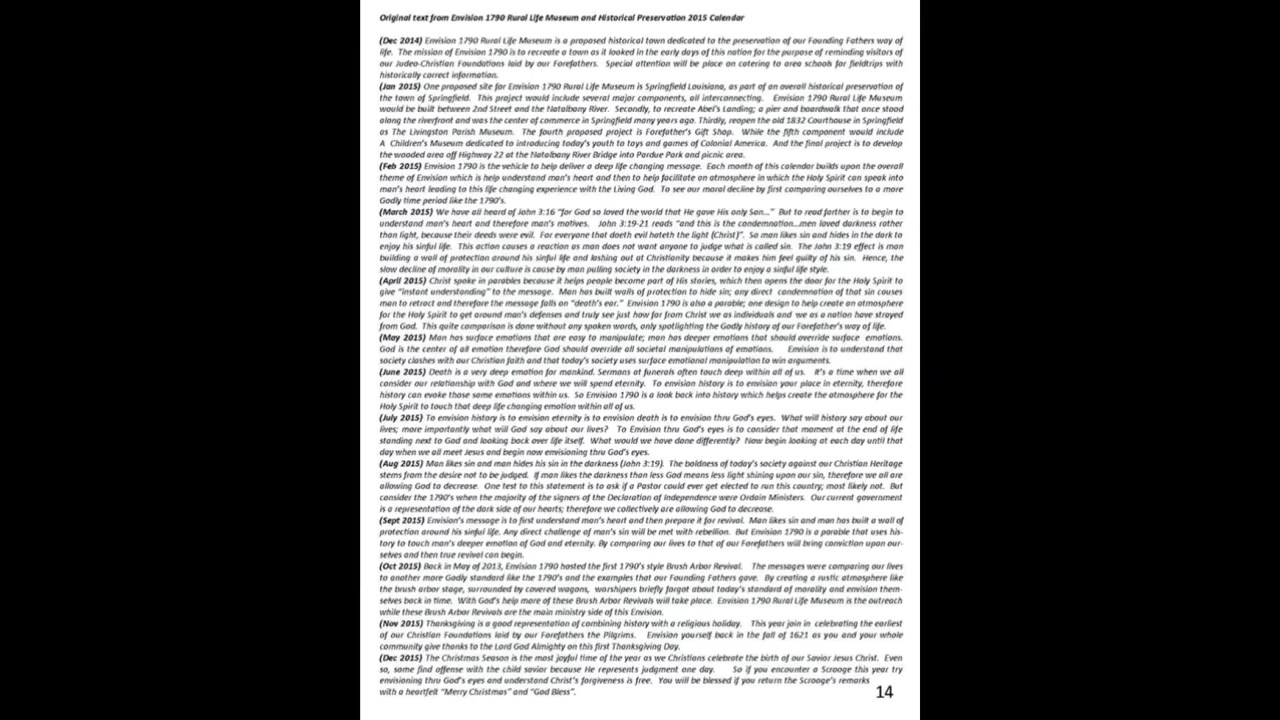 Original text from Envision 1790 Rural Life Museum and Historical Preservation 2015 Calendar
(Dec 2014) Envision 1790 Rural Life Museum is a proposed historical town dedicated to the preservation of our Founding Fathers way of
life. The mission of Envision 1790 is to recreate a town as it looked in the early days of this nation for the purpose of reminding visitors of
our Judeo-Christian Foundations laid by our Forefathers. Special attention will be place on catering to area schools for fieldtrips with
historically correct information.
(Jan 2015) One proposed site for Envision 1790 Rural Life Museum is Springfield Louisiana, as part of an overall historical preservation of
the town of Springfield. This project would include several major components, all interconnecting. Envision 1790 Rural Life Museum
would be built between 2nd Street and the Natalbany River. Secondly, to recreate Abel's Landing; a pier and boardwalk that once stood
along the riverfront and was the center of commerce in Springfield many years ago. Thirdly, reopen the old 1832 Courthouse in Springfield
as The Livingston Parish Museum. The fourth proposed project is Forefather's Gift Shop. While the fifth component would include
A Children's Museum dedicated to introducing today's youth to toys and games of Colonial America. And the final project is to develop
the wooded area off Highway 22 at the Natalbany River Bridge into Pardue Park and picnic area.
(Feb 2015) Envision 1790 is the vehicle to help deliver a deep life changing message. Each month of this calendar builds upon the overall
theme of Envision which is help understand man's heart and then to help facilitate an atmosphere in which the Holy Spirit can speak into
man's heart leading to this life changing experience with the Living God. To see our moral decline by first comparing ourselves to a more
Godly time period like the 1790's.
(March 2015) We have all heard of John 3:16 "for God so loved the world that He gave His only Son..." But to read farther is to begin to
understand man's heart and therefore man's motives. John 3:19-21 reads "and this is the condemnation...men loved darkness rather
than light, because their deeds were evil. For everyone that doeth evil hateth the light (Christ)". So man likes sin and hides in the dark to
enjoy his sinful life. This action causes a reaction as man does not want anyone to judge what is called sin. The John 3:19 effect is man
building a wall of protection around his sinful life and lashing out at Christianity because it makes him feel guilty of his sin. Hence, the
slow decline of morality in our culture is cause by man pulling society in the darkness in order to enjoy a sinful life style.
(April 2015) Christ spoke in parables because it helps people become part of His stories, which then opens the door for the Holy Spirit to
give "instant understanding" to the message. Man has built walls of protection to hide sin; any direct condemnation of that sin causes
man to retract and therefore the message falls on "death's ear." Envision 1790 is also a parable; one design to help create an atmosphere
for the Holy Spirit to get around man's defenses and truly see just how far from Christ we as individuals and we as a nation have strayed
from God. This quite comparison is done without any spoken words, only spotlighting the Godly history of our Forefather's way of life.
(May 2015) Man has surface emotions that are easy to manipulate; man has deeper emotions that should override surface emotions.
God is the center of all emotion therefore God should override all societal manipulations of emotions. Envision is to understand that
society clashes with our Christian faith and that today's society uses surface emotional manipulation to win arguments.
(June 2015) Death is a very deep emotion for mankind. Sermons at funerals often touch deep within all of us. It's a time when we all
consider our relationship with God and where we will spend eternity. To envision history is to envision your place in eternity, therefore
history can evoke those same emotions within us. So Envision 1790 is a look back into history which helps create the atmosphere for the
Holy Spirit to touch that deep life changing emotion within all of us.
(July 2015) To envision history is to envision eternity is to envision death is to envision thru God's eyes. What will history say about our
lives; more importantly what will God say about our lives? To Envision thru God's eyes is to consider that moment at the end of life
standing next to God and looking back over life itself. What would we have done differently? Now begin looking at each day until that
day when we all meet Jesus and begin now envisioning thru God's eyes.
(Aug 2015) Man likes sin and man hides his sin in the darkness (John 3:19). The boldness of today's society against our Christian Heritage
stems from the desire not to be judged. If man likes the darkness than less God means less light shining upon our sin, therefore we all are
allowing God to decrease. One test to this statement is to ask if a Pastor could ever get elected to run this country; most likely not. But
consider the 1790's when the majority of the signers of the Declaration of Independence were Ordain Ministers. Our current government
is a representation of the dark side of our hearts; therefore we collectively are allowing God to decrease.
(Sept 2015) Envision's message is to first understand man's heart and then prepare it for revival. Man likes sin and man has built a wall of
protection around his sinful life. Any direct challenge of man's sin will be met with rebellion. But Envision 1790 is a parable that uses his-
tory to touch man's deeper emotion of God and eternity. By comparing our lives to that of our Forefathers will bring conviction upon our-
selves and then true revival can begin.
(Oct 2015) Back in May of 2013, Envision 1790 hosted the first 1790's style Brush Arbor Revival. The messages were comparing our lives
to another more Godly standard like the 1790's and the examples that our Founding Fathers gave. By creating a rustic atmosphere like
the brush arbor stage, surrounded by covered wagons, worshipers briefly forgot about today's standard of morality and envision them-
selves back in time. With God's help more of these Brush Arbor Revivals will take place. Envision 1790 Rural Life Museum is the outreach
while these Brush Arbor Revivals are the main ministry side of this Envision.
(Nov 2015) Thanksgiving is a good representation of combining history with a religious holiday. This year join in celebrating the earliest
of our Christian Foundations laid by our Forefathers the Pilgrims. Envision yourself back in the fall of 1621 as you and your whole
community give thanks to the Lord God Almighty on this first Thanksgiving Day.
(Dec 2015) The Christmas Season is the most joyful time of the year as we Christians celebrate the birth of our Savior Jesus Christ. Even
so, some find offense with the child savior because He represents judgment one day. So if you encounter a Scrooge this year try
envisioning thru God's eyes and understand Christ's forgiveness is free. You will be blessed if you return the Scrooge's remarks
with a heartfelt "Merry Christmas" and "God Bless".
14